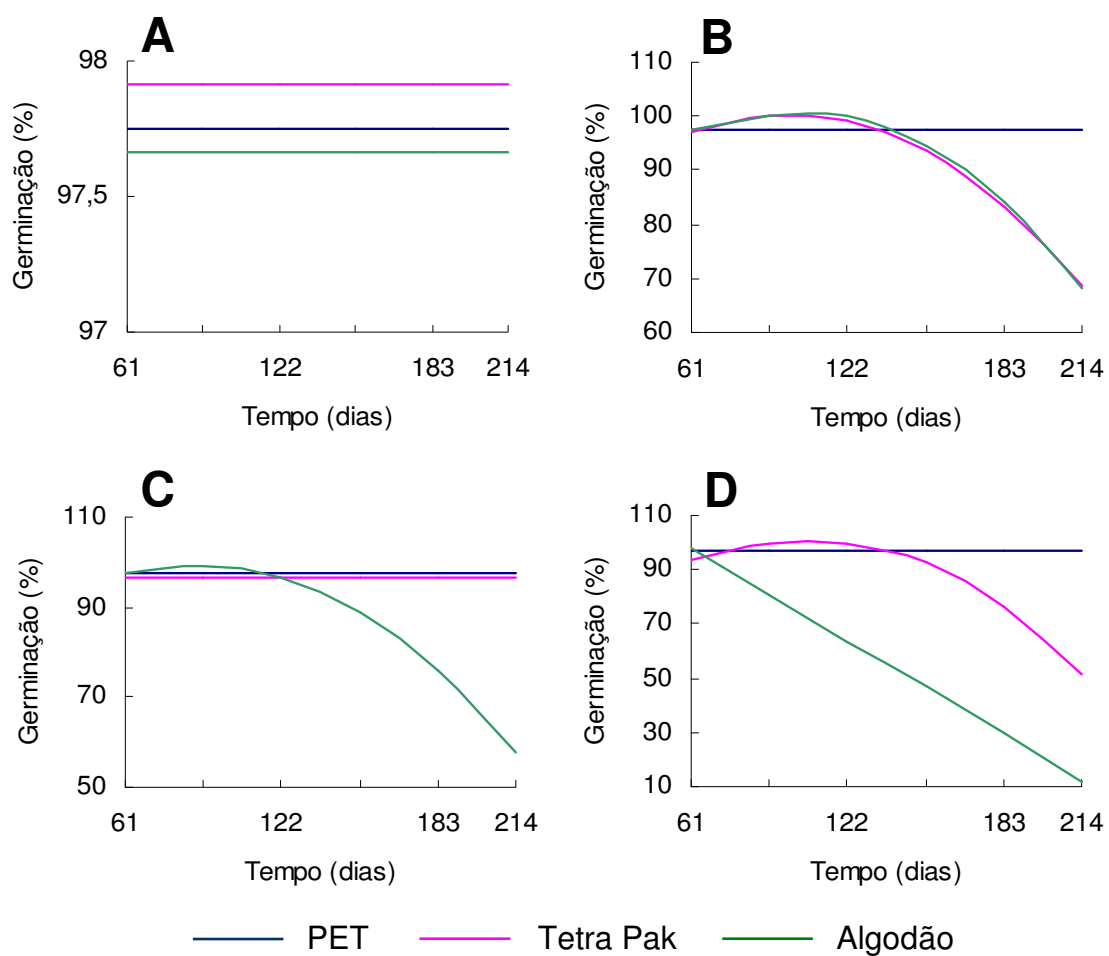 A
98
97,5
97
Germinação (%)
61 122 183 214
Tempo (dias)
B
110
100
90
80
70
60
Germinação (%)
61 122 183 214
Tempo (dias)
C
110
90
70
50
Germinação (%)
61 122 183 214
Tempo (dias)
D
110
90
70
50
30
10
Germinação (%)
61 122 183 214
Tempo (dias)
PET Tetra Pak Algodão